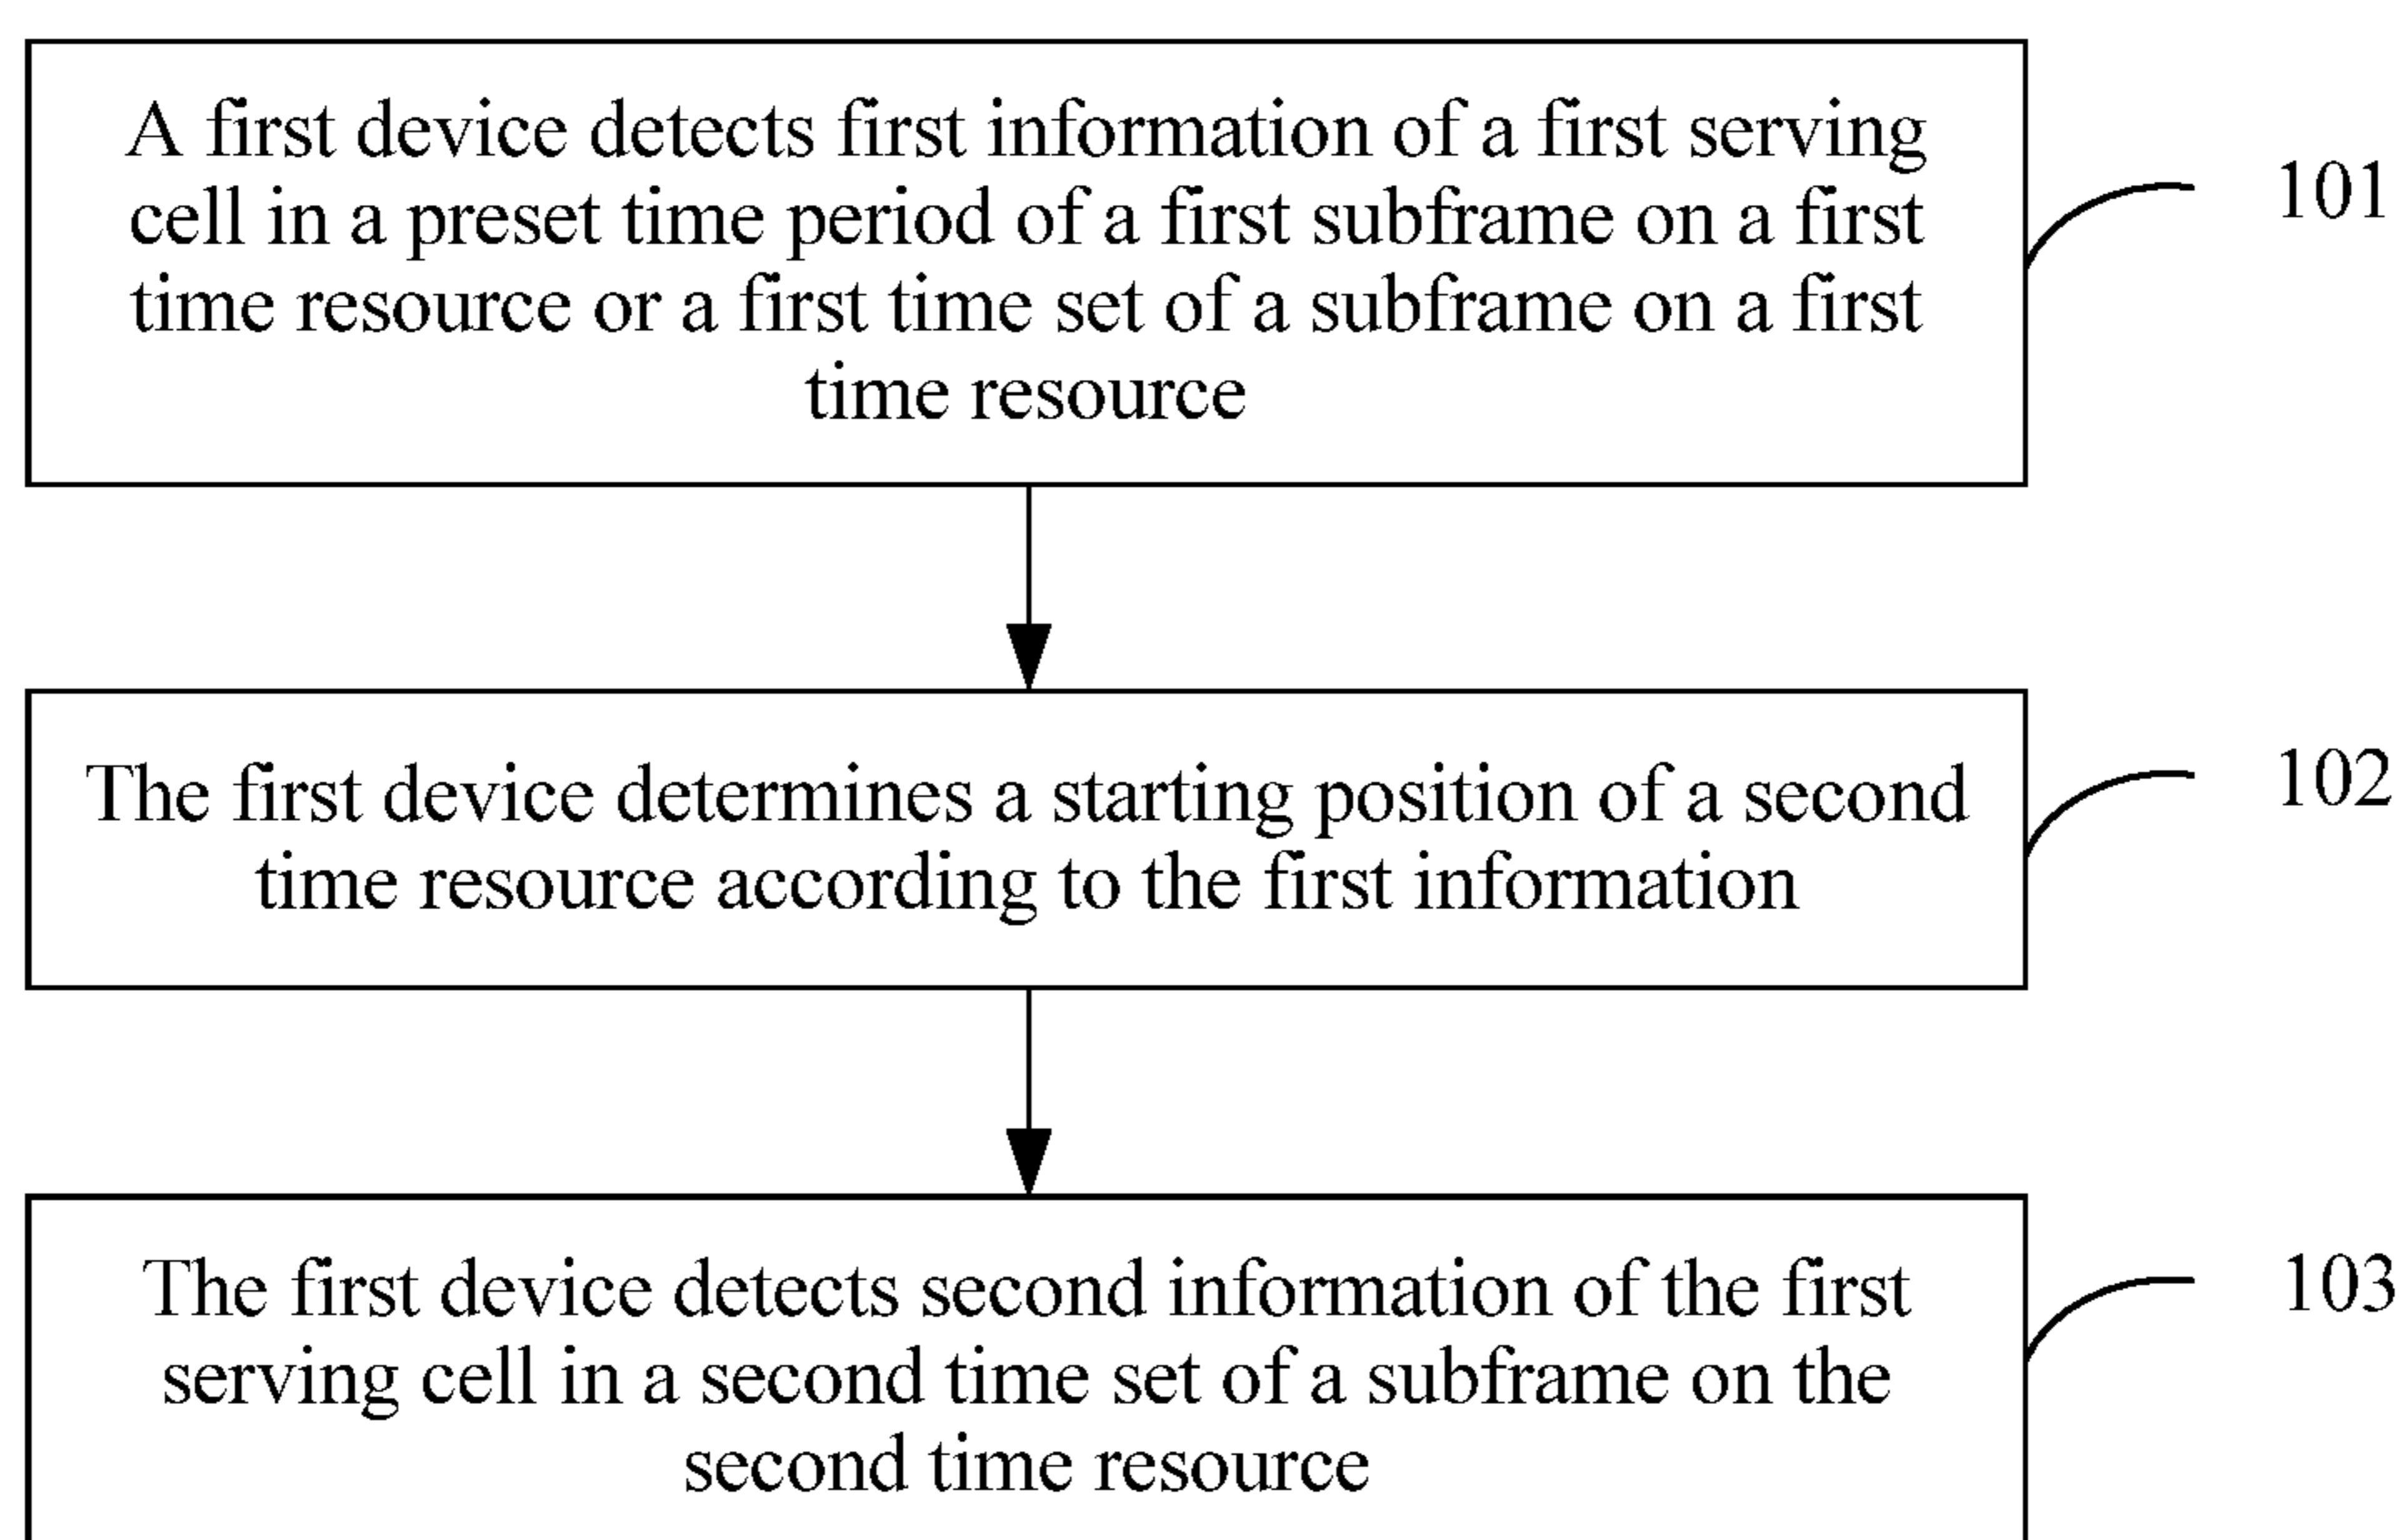 A first device detects first information of a first serving
cell in a preset time period of a first subframe on a first
time resource or a first time set of a subframe on a first
time resource
101
The first device determines a starting position of a second
time resource according to the first information
102
The first device detects second information of the first
serving cell in a second time set of a subframe on the
second time resource
103